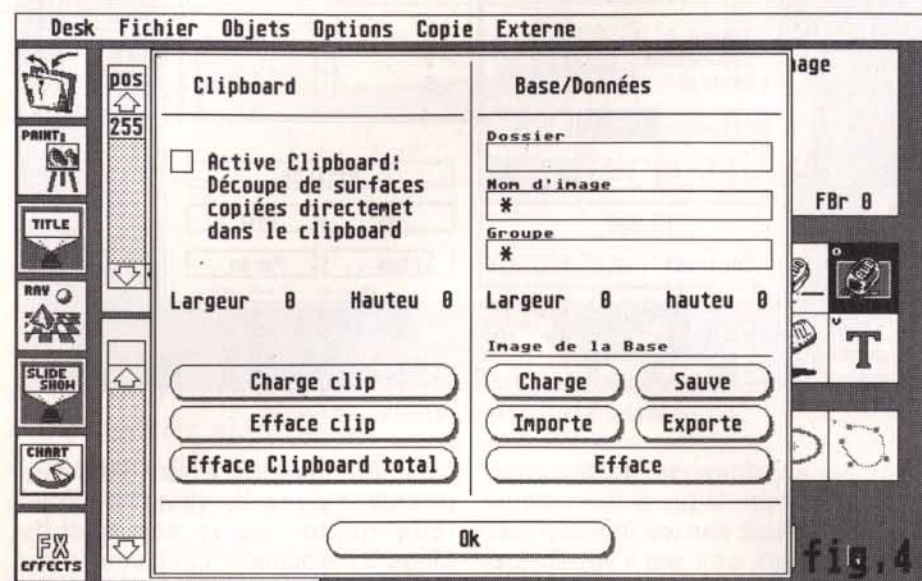 Desk Fichier Objets Options Copie Externe
PAINT:
TITLE
RAY
SLIDE
SHOW
CHART
FX
EFFECTS
pos
255
Clipboard
Active Clipboard:
Découpe de surfaces
copiées directemet
dans le clipboard
Largeur 0 Hauteu 0
Charge clip
Efface clip
Efface Clipboard total
Base/Données
Dossier
Nom d'image
*
Groupe
*
Largeur 0 hauteu 0
Image de la Base
Charge Sauve
Importe Exporte
Efface
Ok
FBr 0
T
fig.4